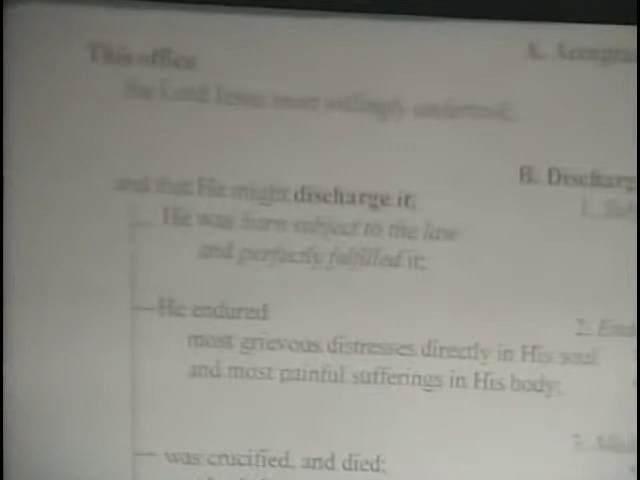 This office
the Lord Jesus most willingly undertook;
B. Discharg
and that He might discharge it,
He was born subject to the law
and perfectly fulfilled it;
He endured
2.
most grievous distresses directly in His soul
and most painful sufferings in His body;
3.
was crucified, and died;